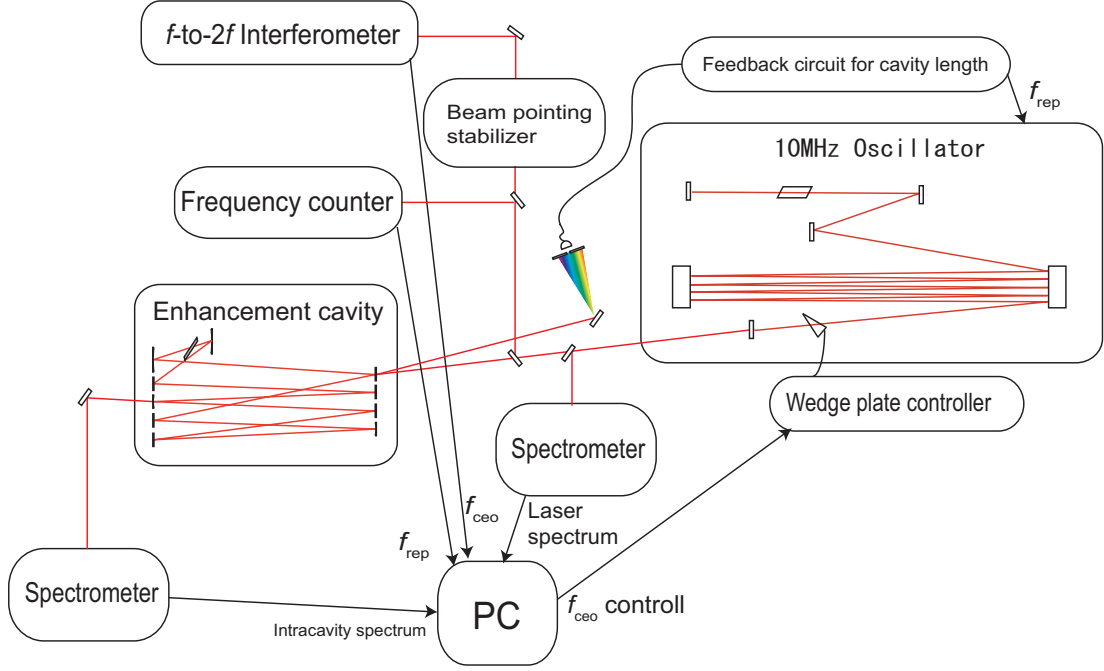 f-to-2f Interferometer
Feedback circuit for cavity length
f rep
Beam pointing
stabilizer
10MHz Oscillator
Frequency counter
Enhancement cavity
Wedge plate controller
Spectrometer
f ceo
Laser
spectrum
f rep
Spectrometer
PC
f ceo controll
Intracavity spectrum